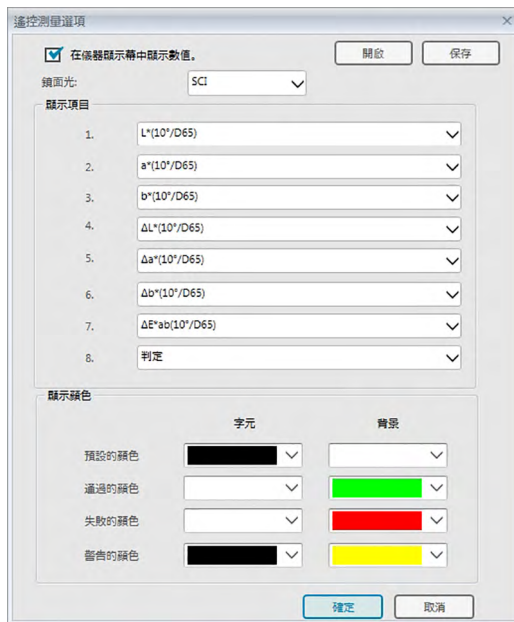 遙控測量選項
在儀器顯示幕中顯示數值。 開啟 保存
鏡面光: SCI
顯示項目
1. L*(10°/D65)
2. a*(10°/D65)
3. b*(10°/D65)
4. ΔL*(10°/D65)
5. Δa*(10°/D65)
6. Δb*(10°/D65)
7. ΔE*ab(10°/D65)
8. 判定
顯示顏色
字元 背景
預設的顏色
通過的顏色
失敗的顏色
警告的顏色
確定 取消